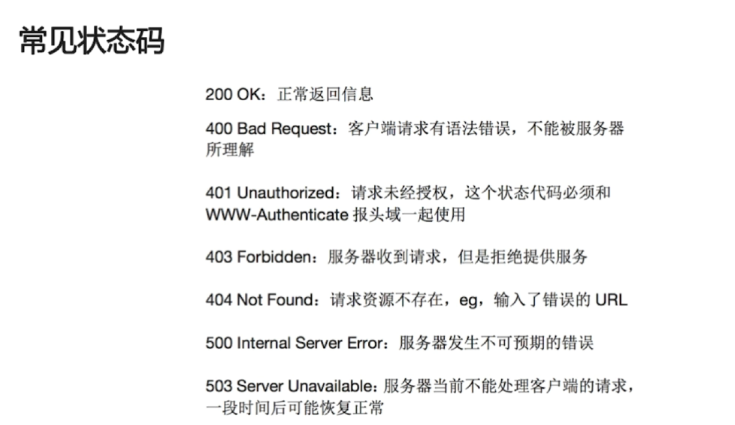 常见状态码
200 OK：正常返回信息
400 Bad Request：客户端请求有语法错误，不能被服务器
所理解
401 Unauthorized：请求未经授权，这个状态代码必须和
WWW-Authenticate 报头域一起使用
403 Forbidden：服务器收到请求，但是拒绝提供服务
404 Not Found：请求资源不存在，eg，输入了错误的 URL
500 Internal Server Error：服务器发生不可预期的错误
503 Server Unavailable：服务器当前不能处理客户端的请求，
一段时间后可能恢复正常